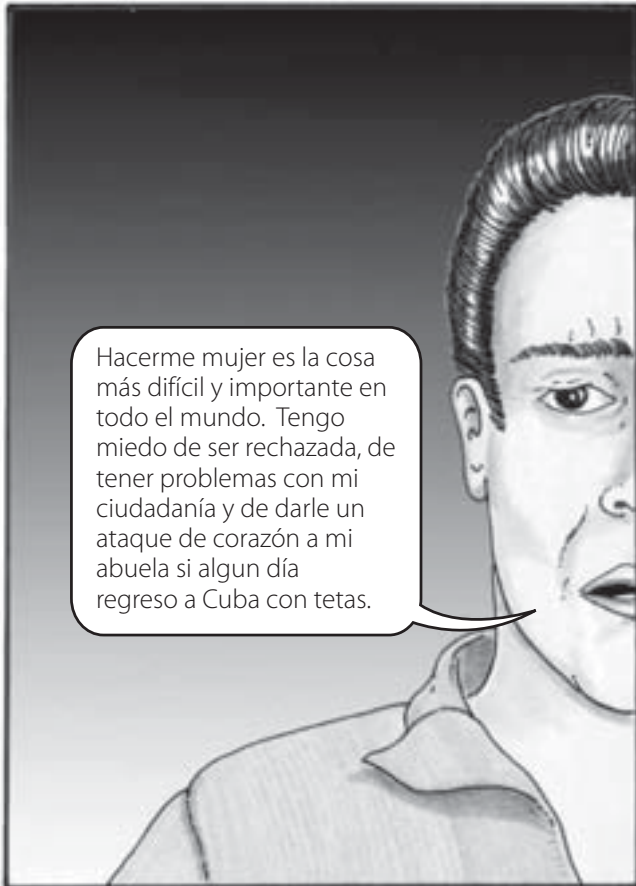 Hacerme mujer es la cosa
más difícil y importante en
todo el mundo.  Tengo
miedo de ser rechazada, de
tener problemas con mi
ciudadanía y de darle un
ataque de corazón a mi
abuela si algun día
regreso a Cuba con tetas.